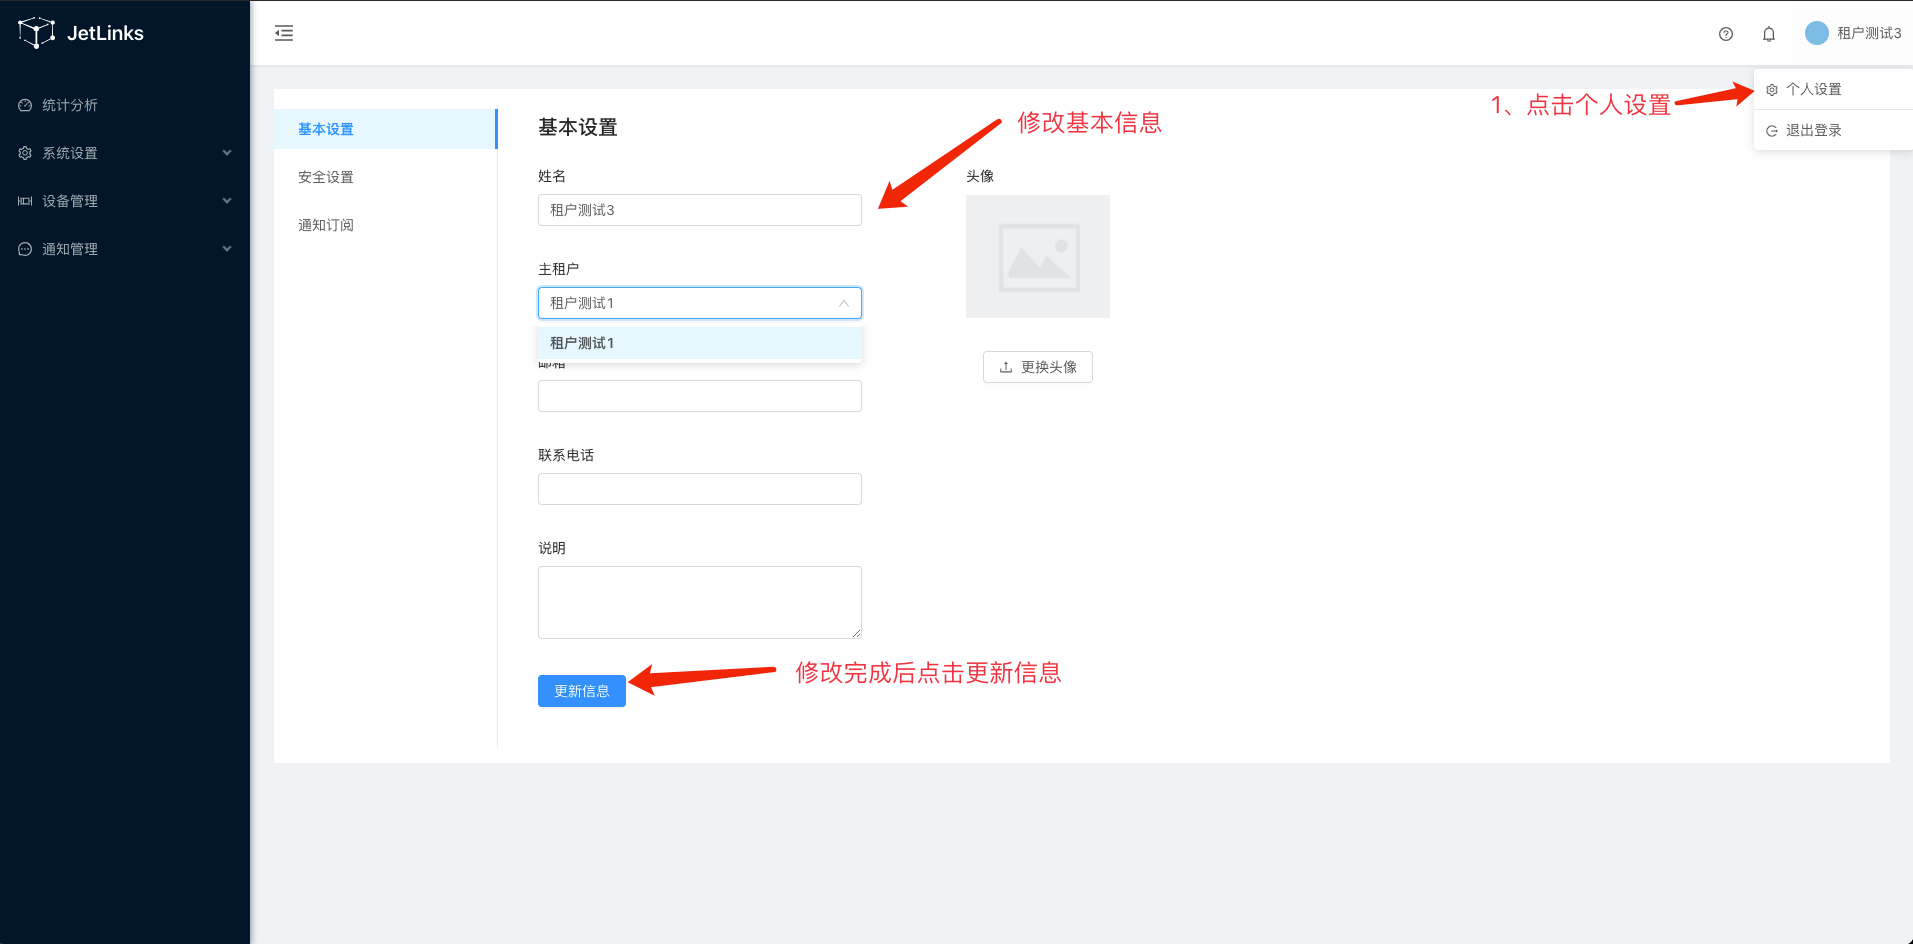 JetLinks
租户测试3
统计分析
系统设置
设备管理
通知管理
个人设置
退出登录
1、点击个人设置
基本设置
安全设置
通知订阅
基本设置
修改基本信息
姓名
租户测试3
头像
主租户
租户测试1
租户测试1
邮箱
更换头像
联系电话
说明
修改完成后点击更新信息
更新信息